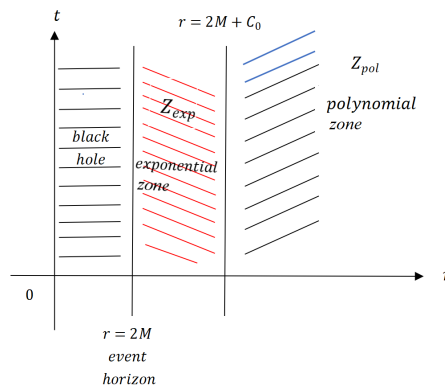 t
r = 2M + C₀
Z_pol
polynomial
zone
Z_exp
black
hole
exponential
zone
r
0
r = 2M
event
horizon